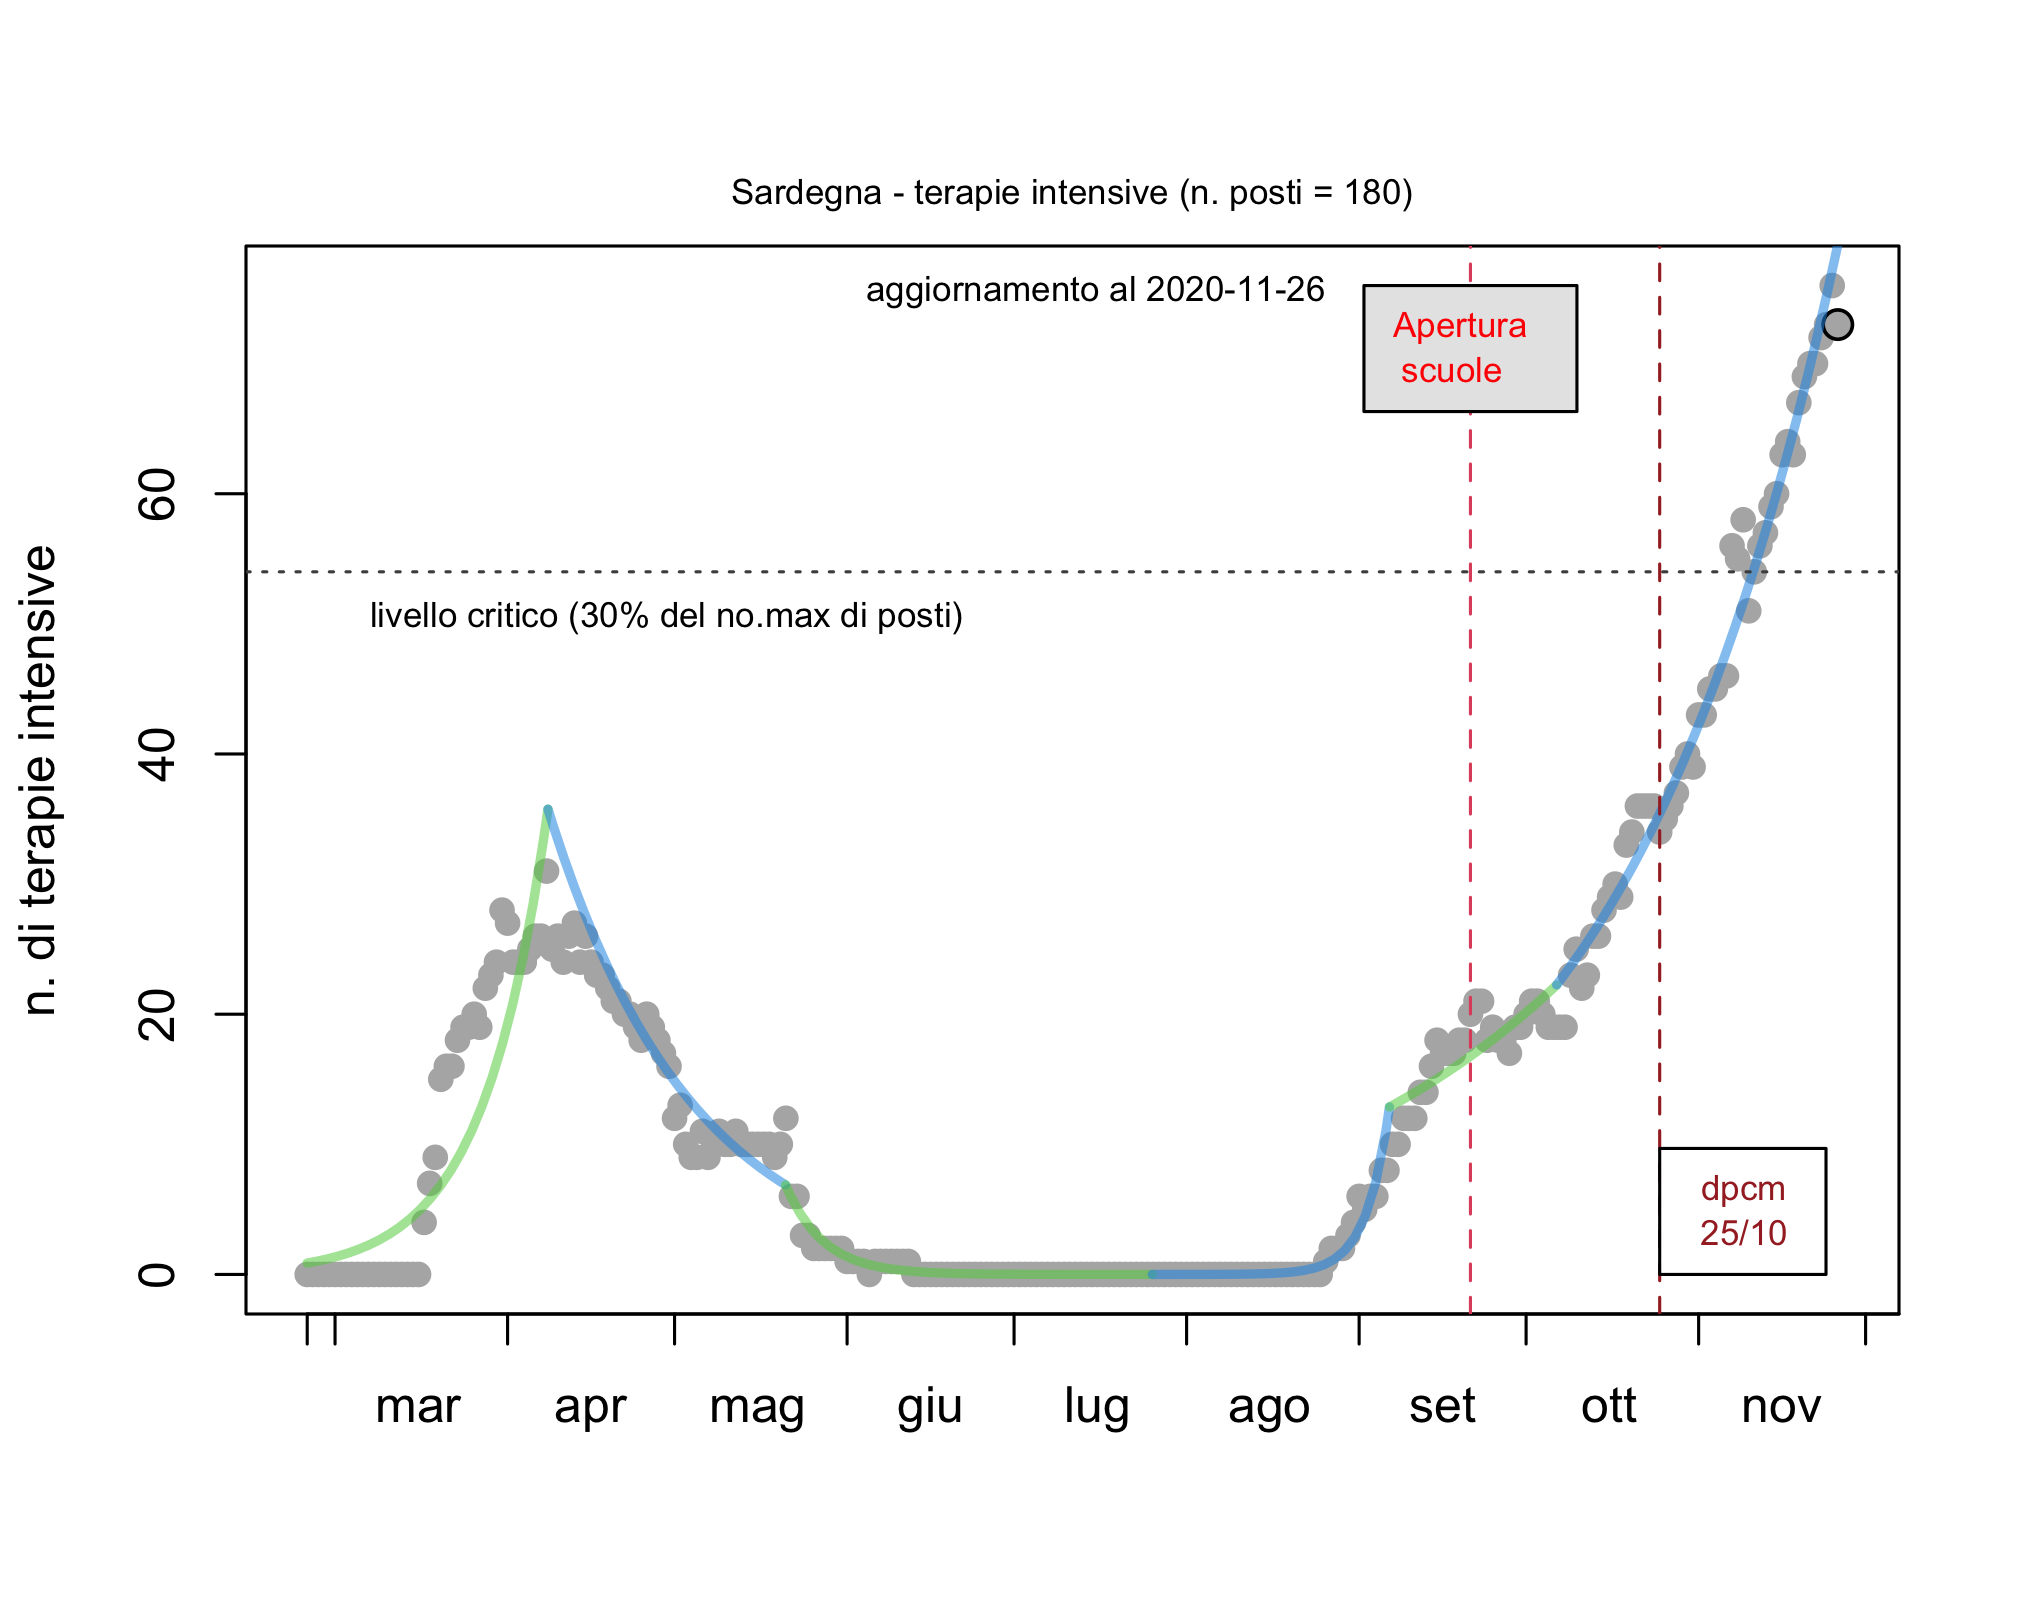 Sardegna - terapie intensive (n. posti = 180)
aggiornamento al 2020-11-26
Apertura
scuole
livello critico (30% del no.max di posti)
dpcm
25/10
n. di terapie intensive
60
40
20
0
mar apr mag giu lug ago set ott nov